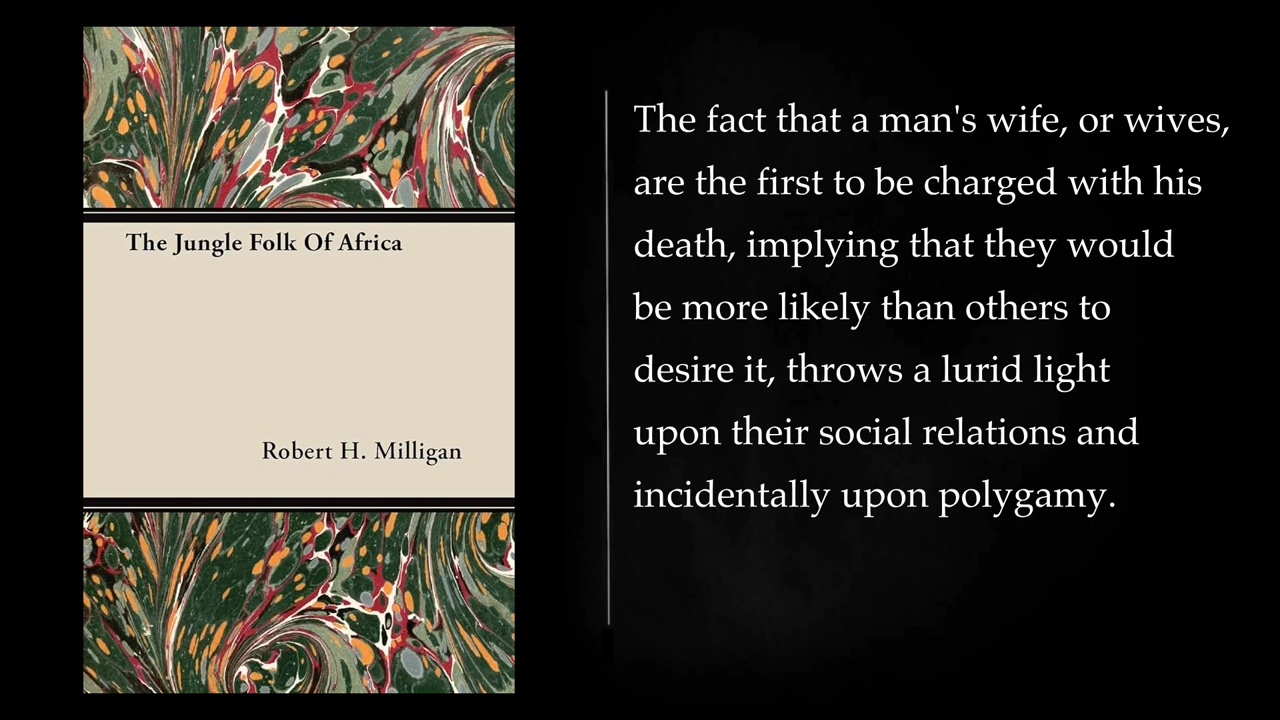 The Jungle Folk Of Africa
Robert H. Milligan
The fact that a man's wife, or wives,
are the first to be charged with his
death, implying that they would
be more likely than others to
desire it, throws a lurid light
upon their social relations and
incidentally upon polygamy.